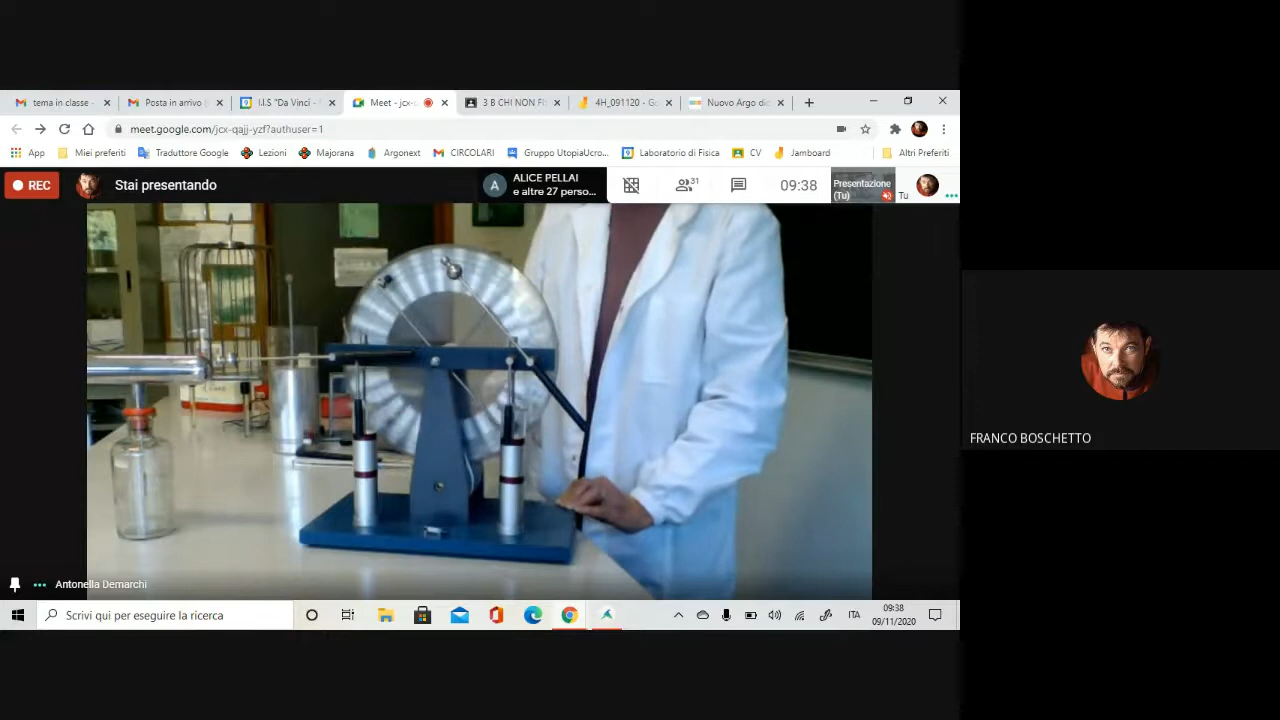 tema in classe -
Posta in arrivo
I.I.S "Da Vinci -
Meet - jcx-
3 B CHI NON F
4H_091120 - Go
Nuovo Argo di
meet.google.com/jcx-qajj-yzf?authuser=1
App
Miei preferiti
Traduttore Google
Lezioni
Majorana
Argonext
CIRCOLARI
Gruppo UtopiaUcro...
Laboratorio di Fisica
CV
Jamboard
Altri Preferiti
REC
Stai presentando
A
ALICE PELLAI
e altre 27 perso...
31
09:38
Presentazione
(Tu)
Tu
FRANCO BOSCHETTO
Antonella Demarchi
Scrivi qui per eseguire la ricerca
ITA
09:38
09/11/2020